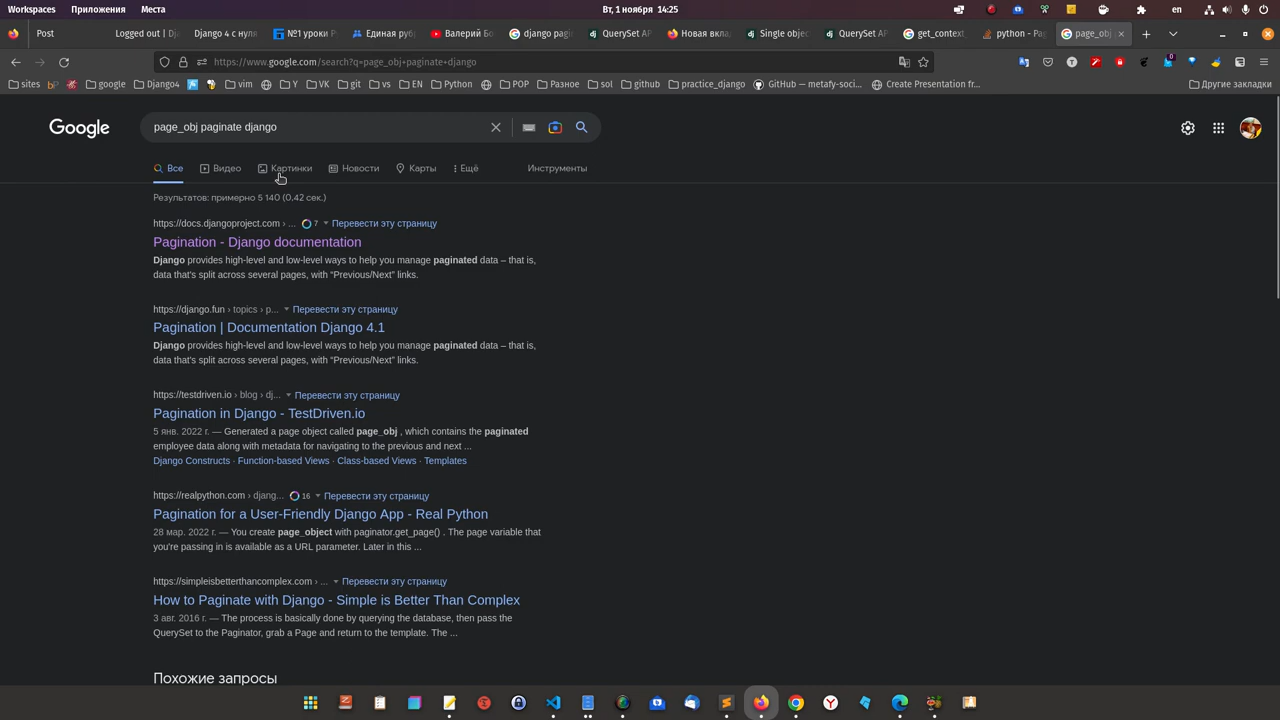 Workspaces Приложения Места Вт, 1 ноября 14:25 en
Post Logged out | Dj Django 4 с нуля №1 уроки P Единая руб Валерий Бо django pagi QuerySet AP Новая вкла Single object QuerySet AP get_context python - Pag page_obj
https://www.google.com/search?q=page_obj+paginate+django
sites google Django4 vim Y VK git vs EN Python POP Разное sol github practice_django GitHub — metafy-soci... Create Presentation fr... Другие закладки
Google page_obj paginate django
Все Видео Картинки Новости Карты Ещё Инструменты
Результатов: примерно 5 140 (0,42 сек.)
https://docs.djangoproject.com › ... 7 Перевести эту страницу
Pagination - Django documentation
Django provides high-level and low-level ways to help you manage paginated data – that is,
data that's split across several pages, with “Previous/Next” links.
https://django.fun › topics › p... Перевести эту страницу
Pagination | Documentation Django 4.1
Django provides high-level and low-level ways to help you manage paginated data – that is,
data that's split across several pages, with “Previous/Next” links.
https://testdriven.io › blog › dj... Перевести эту страницу
Pagination in Django - TestDriven.io
5 янв. 2022 г. — Generated a page object called page_obj , which contains the paginated
employee data along with metadata for navigating to the previous and next ...
Django Constructs · Function-based Views · Class-based Views · Templates
https://realpython.com › djang... 16 Перевести эту страницу
Pagination for a User-Friendly Django App - Real Python
28 мар. 2022 г. — You create page_object with paginator.get_page() . The page variable that
you're passing in is available as a URL parameter. Later in this ...
https://simpleisbetterthancomplex.com › ... Перевести эту страницу
How to Paginate with Django - Simple is Better Than Complex
3 авг. 2016 г. — The process is basically done by querying the database, then pass the
QuerySet to the Paginator, grab a Page and return to the template. The ...
Похожие запросы